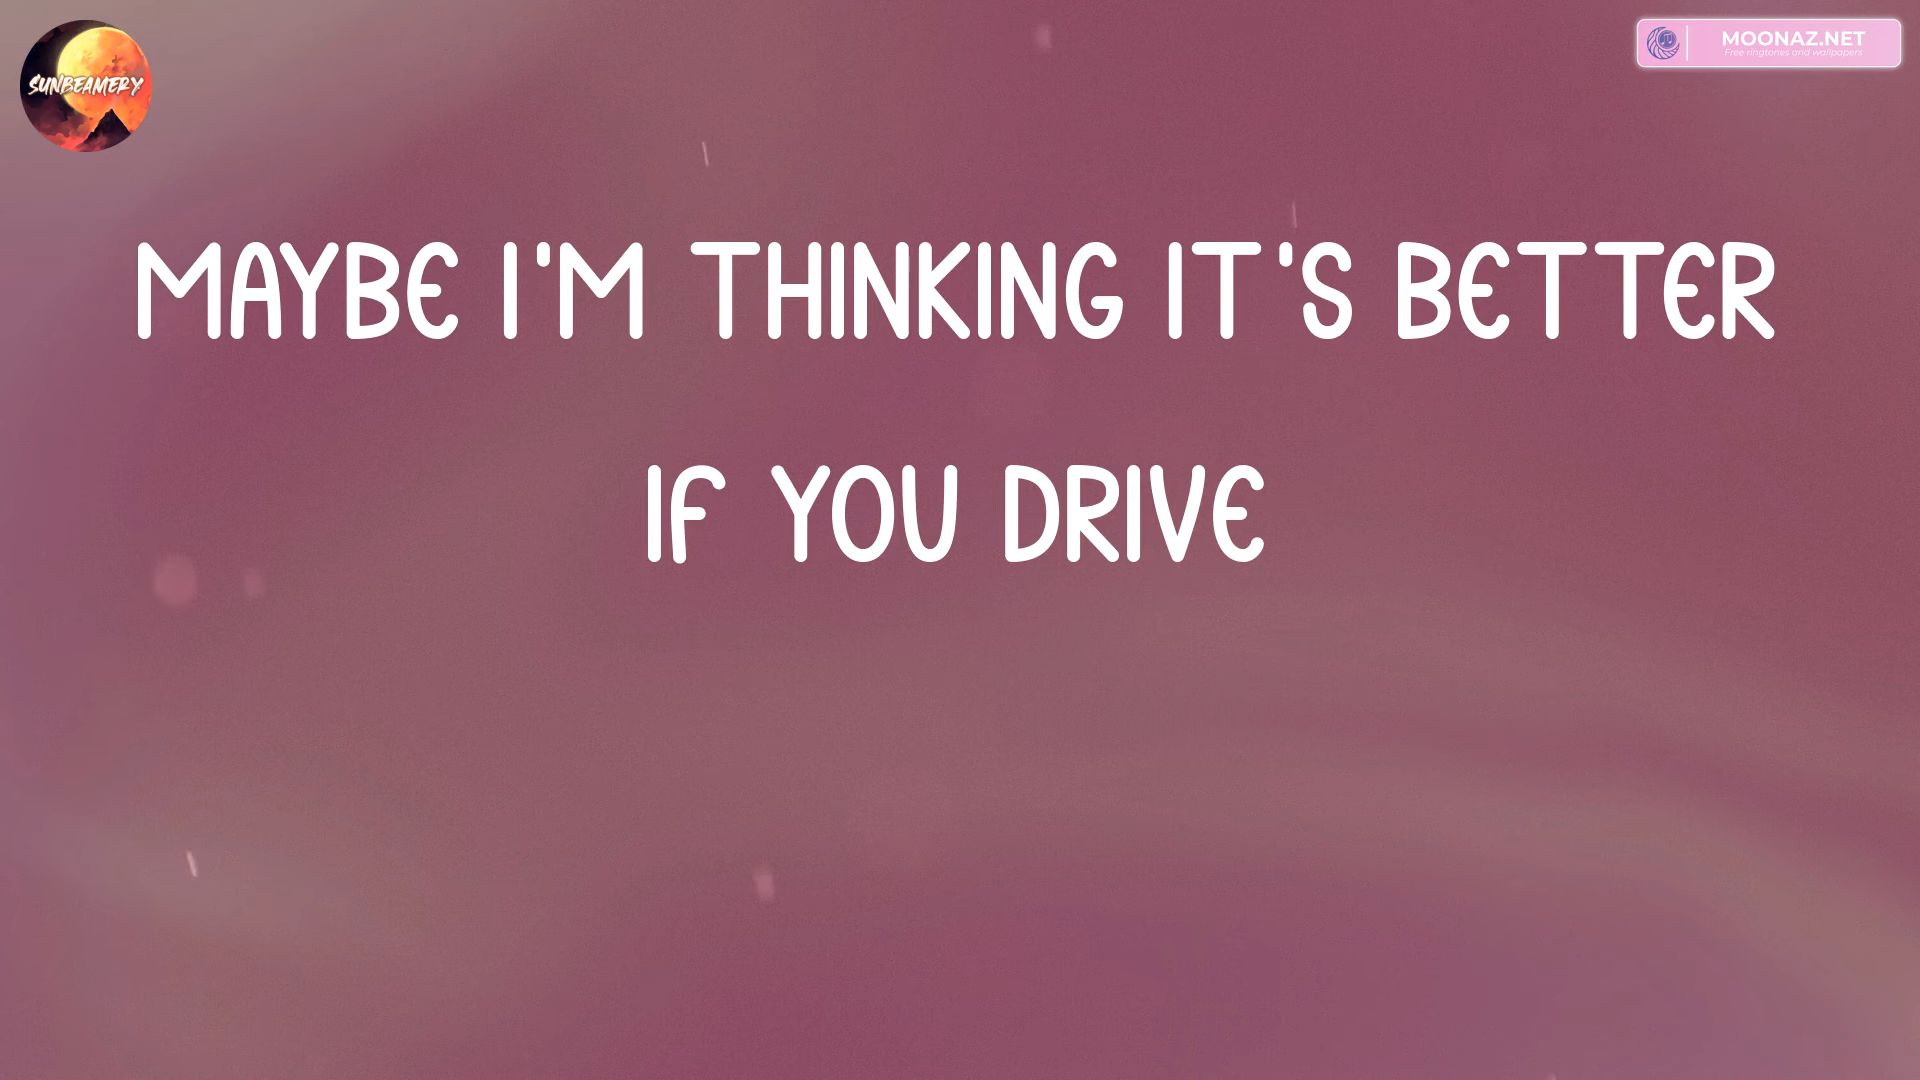 SUNBEAMERY
MOONAZ.NET
Free ringtones and wallpapers
MAYBE I'M THINKING IT'S BETTER
IF YOU DRIVE